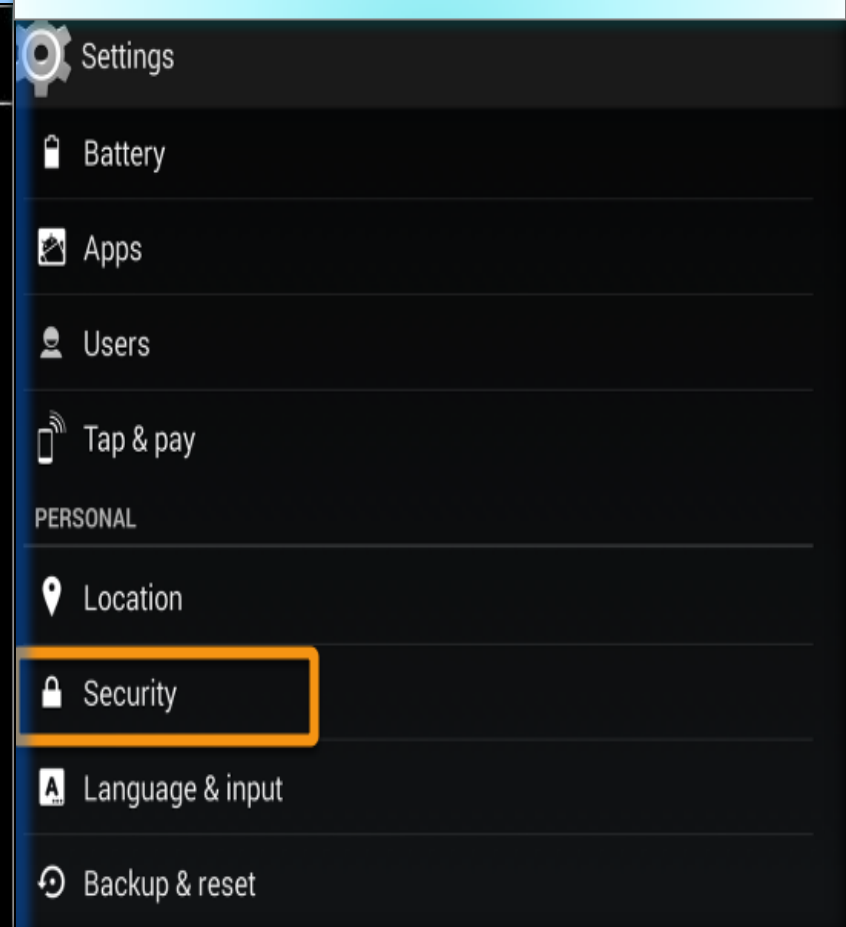 Settings
Battery
Apps
Users
Tap & pay
PERSONAL
Location
Security
Language & input
Backup & reset